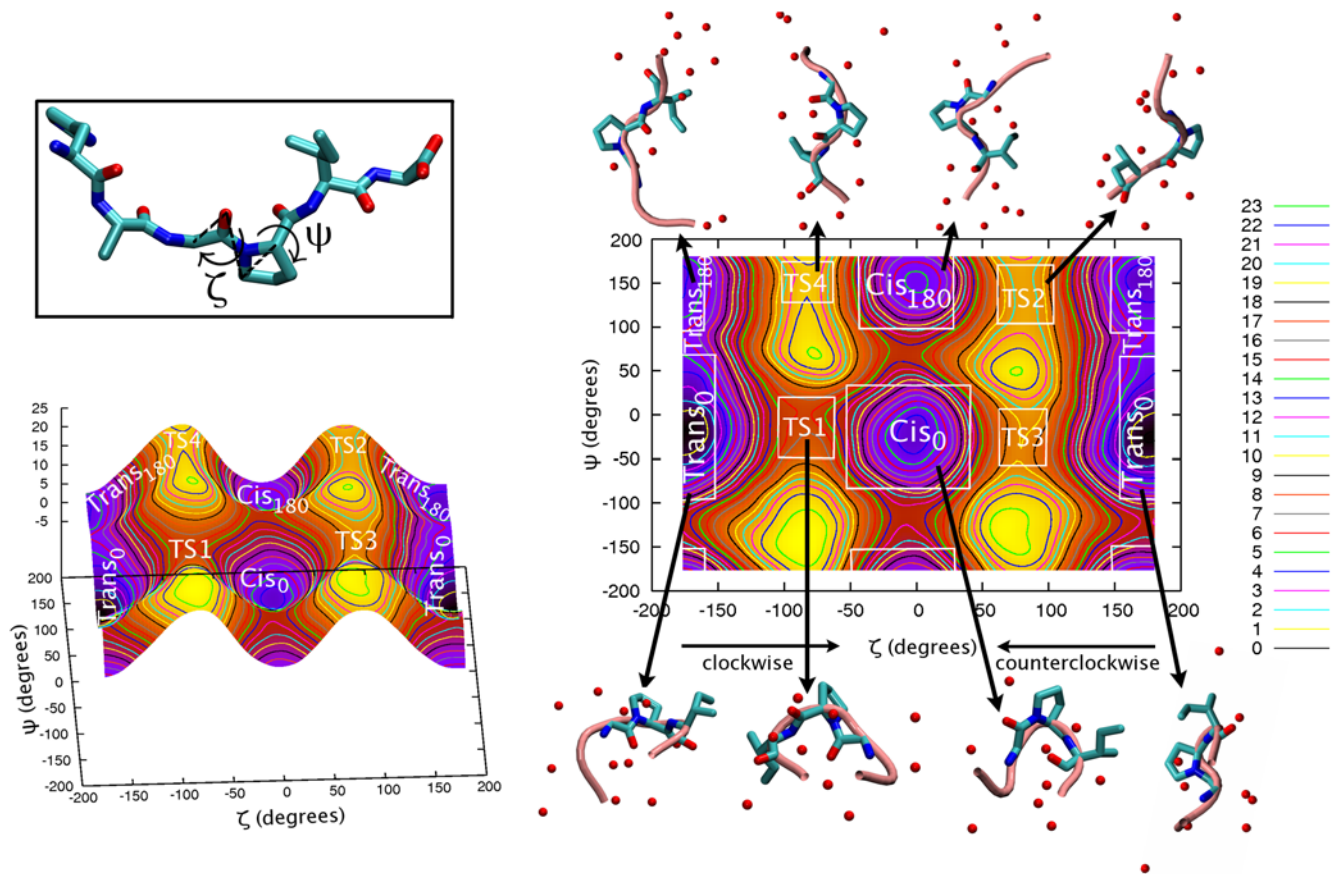 ψ
ζ
200
150
100
50
0
-50
-100
-150
-200
ψ (degrees)
Trans180
TS4
Cis180
TS2
Trans180
Trans0
TS1
Cis0
TS3
Trans0
-200
-150
-100
-50
0
50
100
150
200
clockwise
ζ (degrees)
counterclockwise
23
22
21
20
19
18
17
16
15
14
13
12
11
10
9
8
7
6
5
4
3
2
1
0
25
20
15
10
5
0
-5
Trans180
TS4
Cis180
TS2
Trans180
Trans0
TS1
Cis0
TS3
Trans0
200
150
100
50
0
-50
-100
-150
-200
ψ (degrees)
-200
-150
-100
-50
0
50
100
150
200
ζ (degrees)